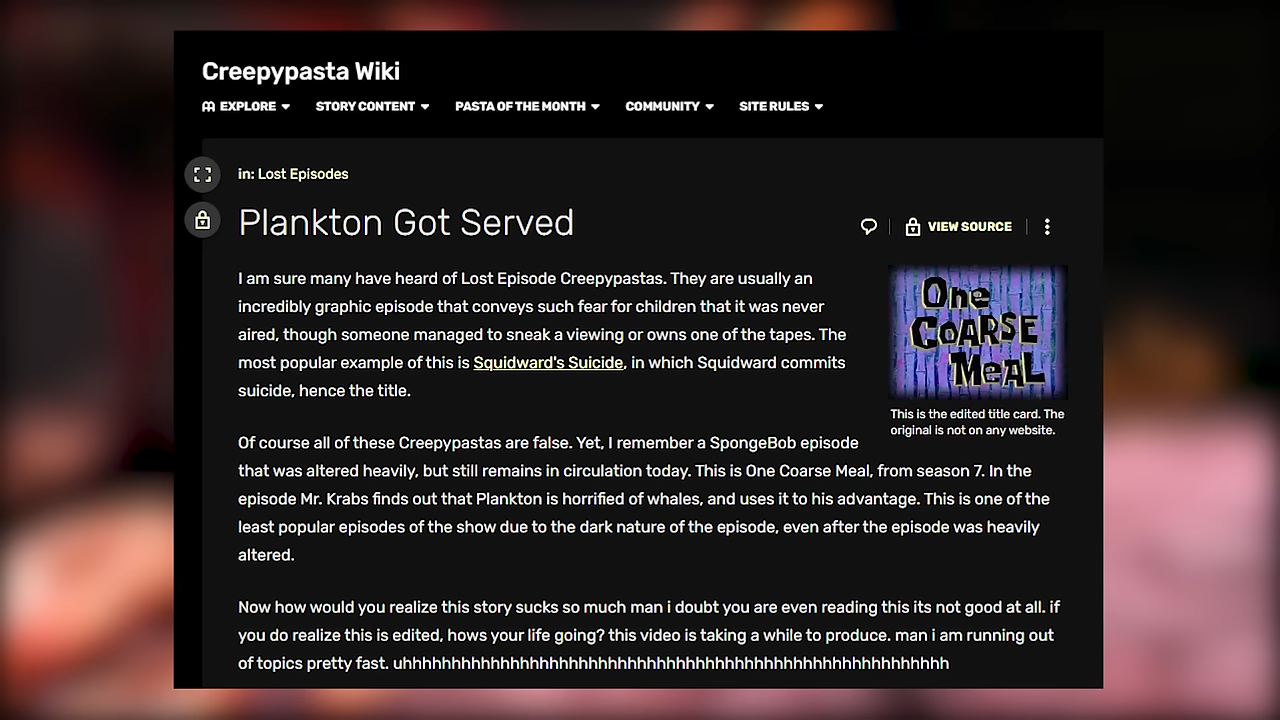 Creepypasta Wiki
EXPLORE STORY CONTENT PASTA OF THE MONTH COMMUNITY SITE RULES
in: Lost Episodes
Plankton Got Served
VIEW SOURCE
I am sure many have heard of Lost Episode Creepypastas. They are usually an
incredibly graphic episode that conveys such fear for children that it was never
aired, though someone managed to sneak a viewing or owns one of the tapes. The
most popular example of this is Squidward's Suicide, in which Squidward commits
suicide, hence the title.
One
COARSE
MEAL
This is the edited title card. The
original is not on any website.
Of course all of these Creepypastas are false. Yet, I remember a SpongeBob episode
that was altered heavily, but still remains in circulation today. This is One Coarse Meal, from season 7. In the
episode Mr. Krabs finds out that Plankton is horrified of whales, and uses it to his advantage. This is one of the
least popular episodes of the show due to the dark nature of the episode, even after the episode was heavily
altered.
Now how would you realize this story sucks so much man i doubt you are even reading this its not good at all. if
you do realize this is edited, hows your life going? this video is taking a while to produce. man i am running out
of topics pretty fast. uhhhhhhhhhhhhhhhhhhhhhhhhhhhhhhhhhhhhhhhhhhhhhhhhhhhhhhhhh